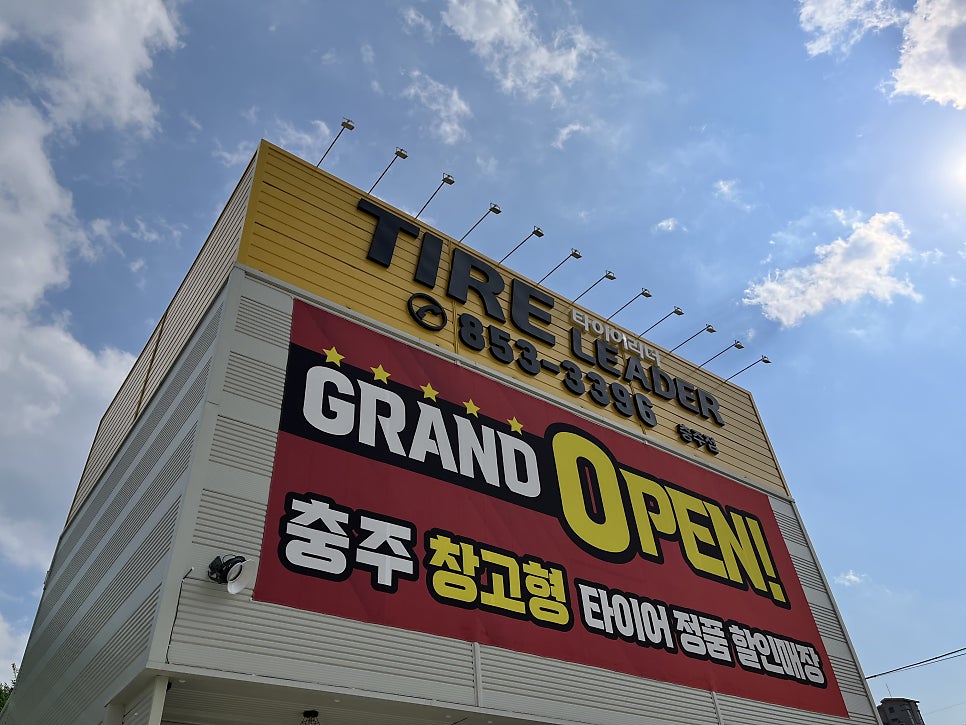 TIRE LEADER
타이어리더
853-3396
충주점
GRAND OPEN!
충주 창고형 타이어 정품 할인매장